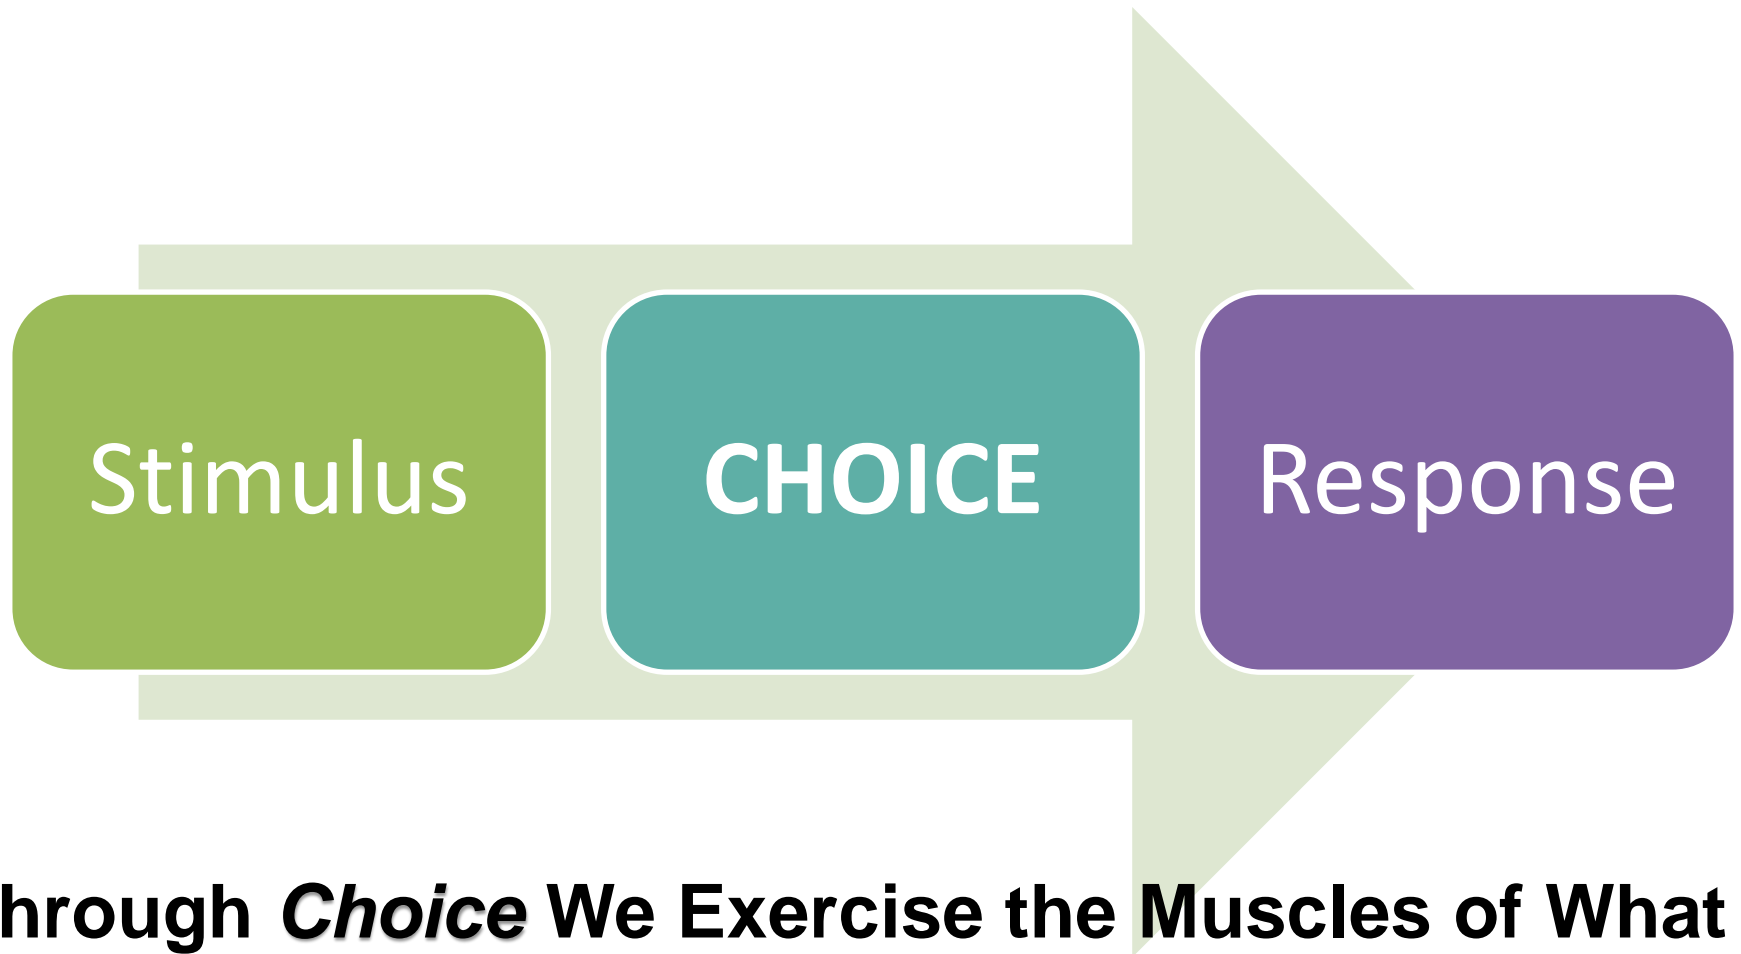 Stimulus
CHOICE
Response
hrough Choice We Exercise the Muscles of What